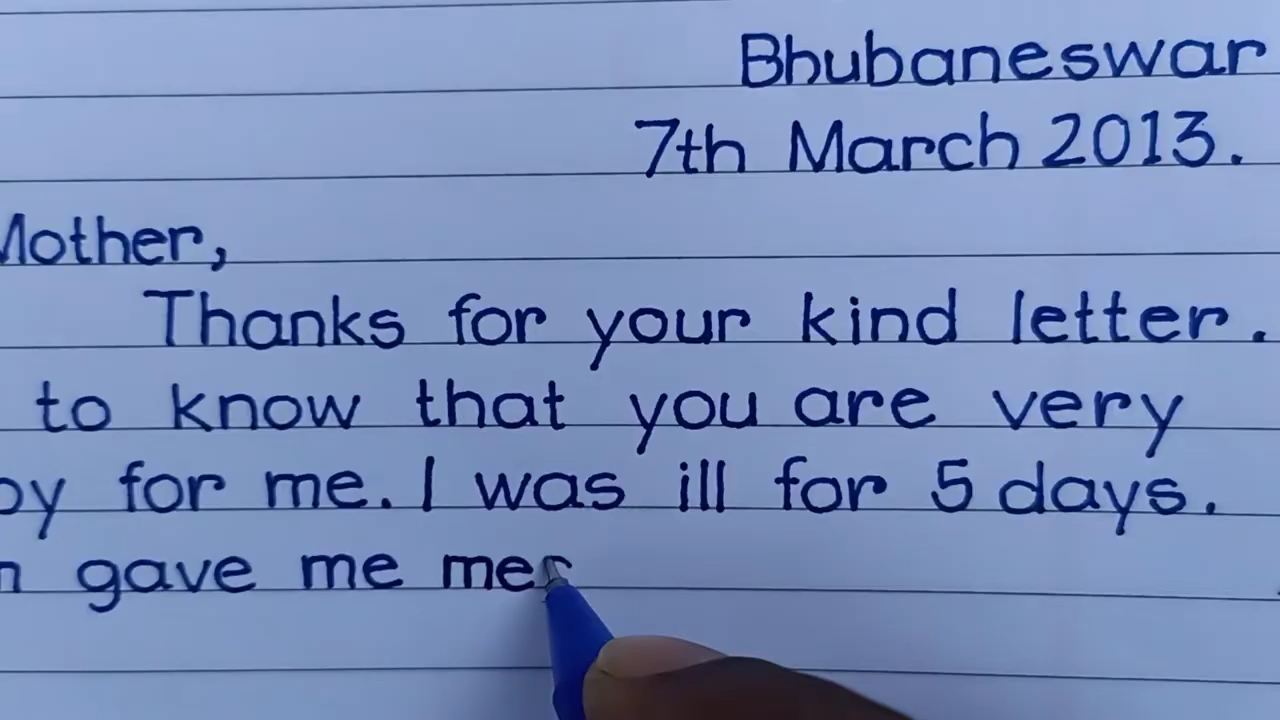 Bhubaneswar
7th March 2013.
Mother,
Thanks for your kind letter.
to know that you are very
for me. I was ill for 5 days.
gave me